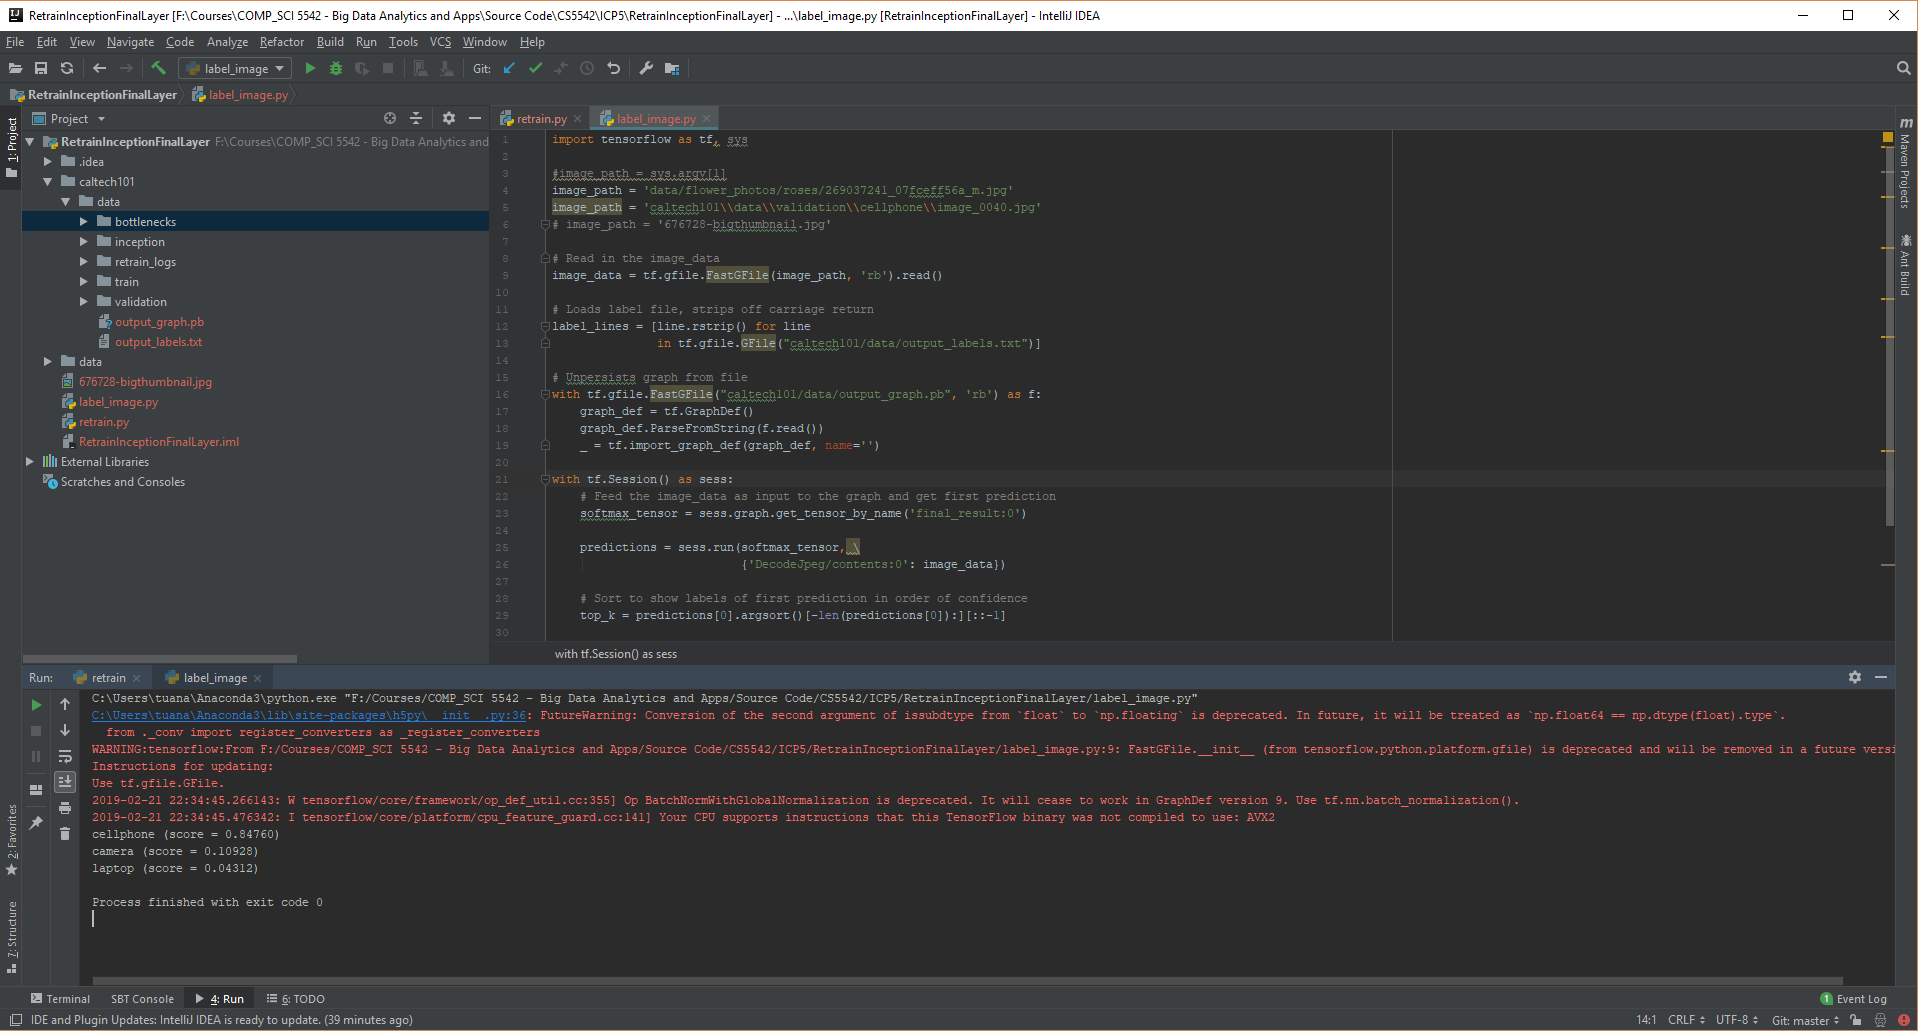 RetrainInceptionFinalLayer [F:\Courses\COMP_SCI 5542 - Big Data Analytics and Apps\Source Code\CS5542\ICP5\RetrainInceptionFinalLayer] - ...\label_image.py [RetrainInceptionFinalLayer] - IntelliJ IDEA
File Edit View Navigate Code Analyze Refactor Build Run Tools VCS Window Help
label_image Git:
RetrainInceptionFinalLayer label_image.py
1: Project
Project
RetrainInceptionFinalLayer F:\Courses\COMP_SCI 5542 - Big Data Analytics and
.idea
caltech101
data
bottlenecks
inception
retrain_logs
train
validation
output_graph.pb
output_labels.txt
data
676728-bigthumbnail.jpg
label_image.py
retrain.py
RetrainInceptionFinalLayer.iml
External Libraries
Scratches and Consoles
retrain.py label_image.py
1 import tensorflow as tf, sys
2
3 #image_path = sys.argv[1]
4 image_path = 'data/flower_photos/roses/269037241_07fceff56a_m.jpg'
5 image_path = 'caltech101\\data\\validation\\cellphone\\image_0040.jpg'
6 # image_path = '676728-bigthumbnail.jpg'
7
8 # Read in the image_data
9 image_data = tf.gfile.FastGFile(image_path, 'rb').read()
10
11 # Loads label file, strips off carriage return
12 label_lines = [line.rstrip() for line
13 in tf.gfile.GFile("caltech101/data/output_labels.txt")]
14
15 # Unpersists graph from file
16 with tf.gfile.FastGFile("caltech101/data/output_graph.pb", 'rb') as f:
17 graph_def = tf.GraphDef()
18 graph_def.ParseFromString(f.read())
19 _ = tf.import_graph_def(graph_def, name='')
20
21 with tf.Session() as sess:
22 # Feed the image_data as input to the graph and get first prediction
23 softmax_tensor = sess.graph.get_tensor_by_name('final_result:0')
24
25 predictions = sess.run(softmax_tensor, \
26 {'DecodeJpeg/contents:0': image_data})
27
28 # Sort to show labels of first prediction in order of confidence
29 top_k = predictions[0].argsort()[-len(predictions[0]):][::-1]
30
with tf.Session() as sess
Maven Projects
Ant Build
Run: retrain label_image
C:\Users\tuana\Anaconda3\python.exe "F:/Courses/COMP_SCI 5542 - Big Data Analytics and Apps/Source Code/CS5542/ICP5/RetrainInceptionFinalLayer/label_image.py"
C:\Users\tuana\Anaconda3\lib\site-packages\h5py\__init__.py:36: FutureWarning: Conversion of the second argument of issubdtype from `float` to `np.floating` is deprecated. In future, it will be treated as `np.float64 == np.dtype(float).type`.
from ._conv import register_converters as _register_converters
WARNING:tensorflow:From F:/Courses/COMP_SCI 5542 - Big Data Analytics and Apps/Source Code/CS5542/ICP5/RetrainInceptionFinalLayer/label_image.py:9: FastGFile.__init__ (from tensorflow.python.platform.gfile) is deprecated and will be removed in a future versi
Instructions for updating:
Use tf.gfile.GFile.
2019-02-21 22:34:45.266143: W tensorflow/core/framework/op_def_util.cc:355] Op BatchNormWithGlobalNormalization is deprecated. It will cease to work in GraphDef version 9. Use tf.nn.batch_normalization().
2019-02-21 22:34:45.476342: I tensorflow/core/platform/cpu_feature_guard.cc:141] Your CPU supports instructions that this TensorFlow binary was not compiled to use: AVX2
cellphone (score = 0.84760)
camera (score = 0.10928)
laptop (score = 0.04312)
Process finished with exit code 0
2: Favorites
7: Structure
Terminal SBT Console 4: Run 6: TODO 1 Event Log
IDE and Plugin Updates: IntelliJ IDEA is ready to update. (39 minutes ago) 14:1 CRLF UTF-8 Git: master